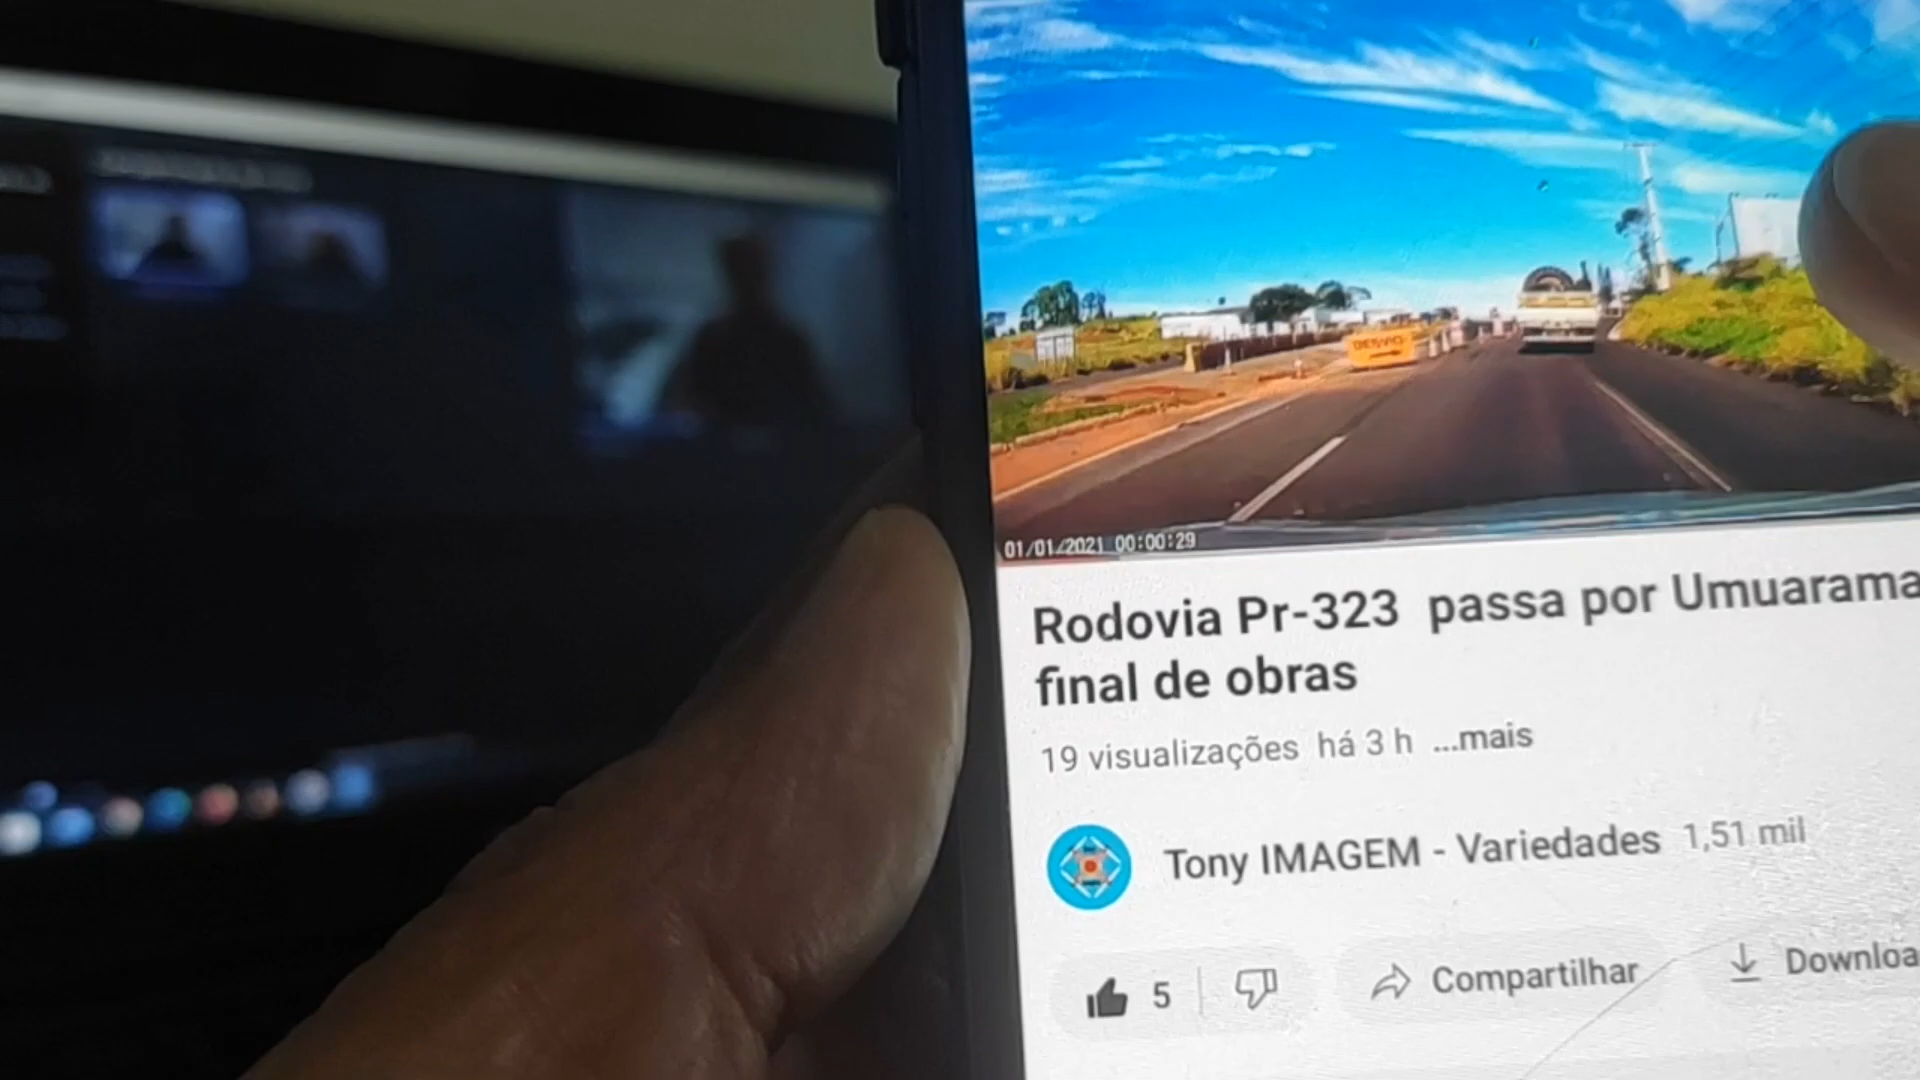 DESVIO
01/01/2021 00:00:29
Rodovia Pr-323 passa por Umuarama
final de obras
19 visualizações há 3 h ...mais
Tony IMAGEM - Variedades 1,51 mil
5 Compartilhar Downloa